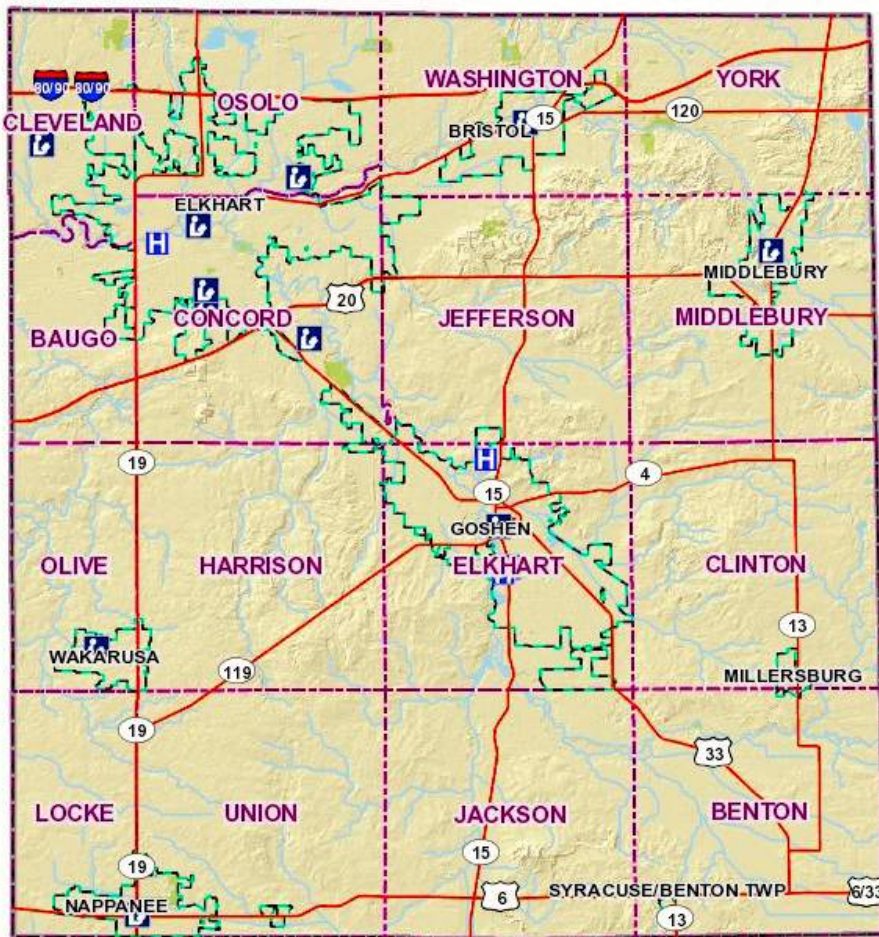 WASHINGTON
YORK
80/90
80/90
OSOLO
CLEVELAND
15
120
BRISTOL
ELKHART
H
MIDDLEBURY
20
CONCORD
JEFFERSON
MIDDLEBURY
BAUGO
19
H
4
15
GOSHEN
OLIVE
HARRISON
ELKHART
CLINTON
13
WAKARUSA
119
MILLERSBURG
19
33
LOCKE
UNION
JACKSON
BENTON
15
19
SYRACUSE/BENTON TWP
6/33
6
NAPPANEE
13